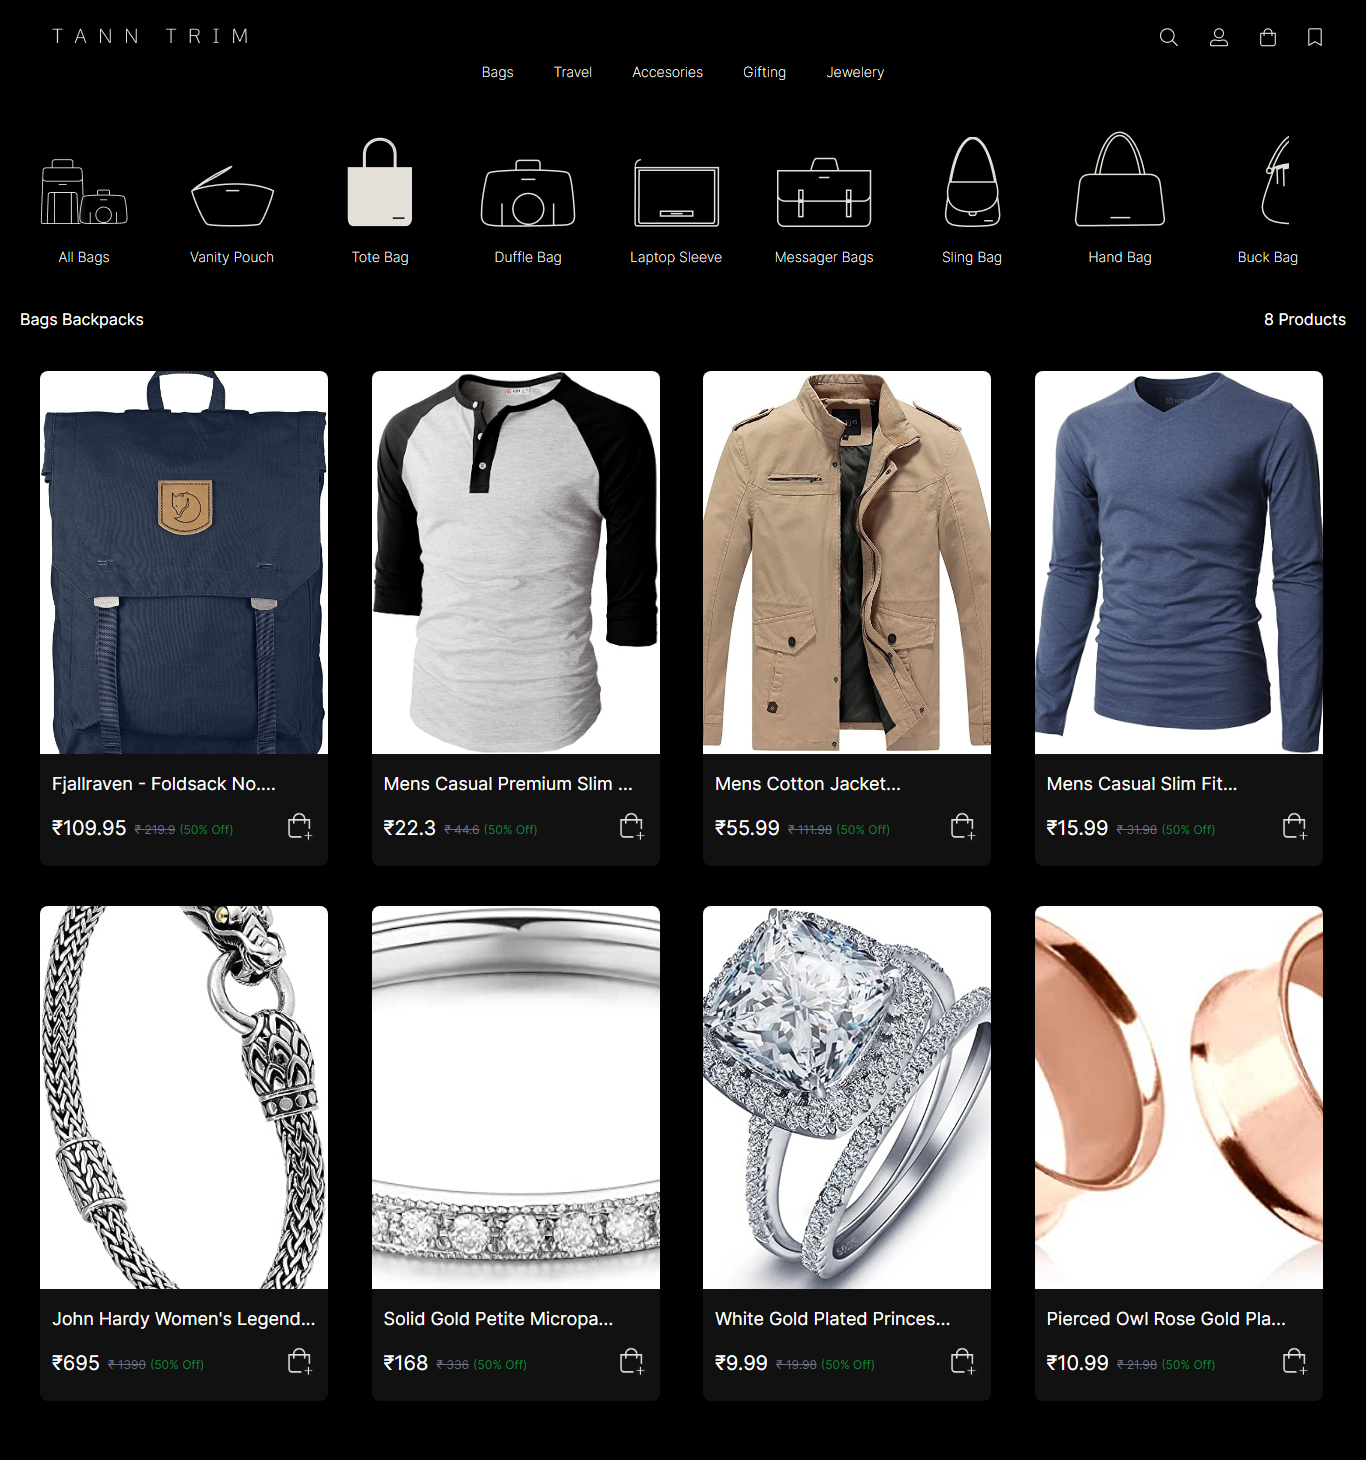 TANN TRIM
Bags Travel Accesories Gifting Jewelery
All Bags Vanity Pouch Tote Bag Duffle Bag Laptop Sleeve Messager Bags Sling Bag Hand Bag Buck Bag
Bags Backpacks 8 Products
Fjallraven - Foldsack No....
₹109.95 ₹ 219.9 (50% Off)
Mens Casual Premium Slim ...
₹22.3 ₹ 44.6 (50% Off)
Mens Cotton Jacket...
₹55.99 ₹ 111.98 (50% Off)
Mens Casual Slim Fit...
₹15.99 ₹ 31.98 (50% Off)
John Hardy Women's Legend...
₹695 ₹ 1390 (50% Off)
Solid Gold Petite Micropa...
₹168 ₹ 336 (50% Off)
White Gold Plated Princes...
₹9.99 ₹ 19.98 (50% Off)
Pierced Owl Rose Gold Pla...
₹10.99 ₹ 21.98 (50% Off)